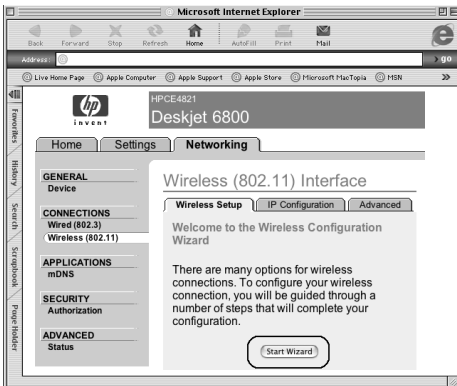 Microsoft Internet Explorer
Back Forward Stop Refresh Home AutoFill Print Mail
Address: go
Live Home Page Apple Computer Apple Support Apple Store Microsoft MacTopia MSN »
Favorites
History
Search
Scrapbook
Page Holder
hp
invent
HPCE4821
Deskjet 6800
Home Settings Networking
GENERAL
Device
CONNECTIONS
Wired (802.3)
Wireless (802.11)
APPLICATIONS
mDNS
SECURITY
Authorization
ADVANCED
Status
Wireless (802.11) Interface
Wireless Setup IP Configuration Advanced
Welcome to the Wireless Configuration
Wizard
There are many options for wireless
connections. To configure your wireless
connection, you will be guided through a
number of steps that will complete your
configuration.
Start Wizard